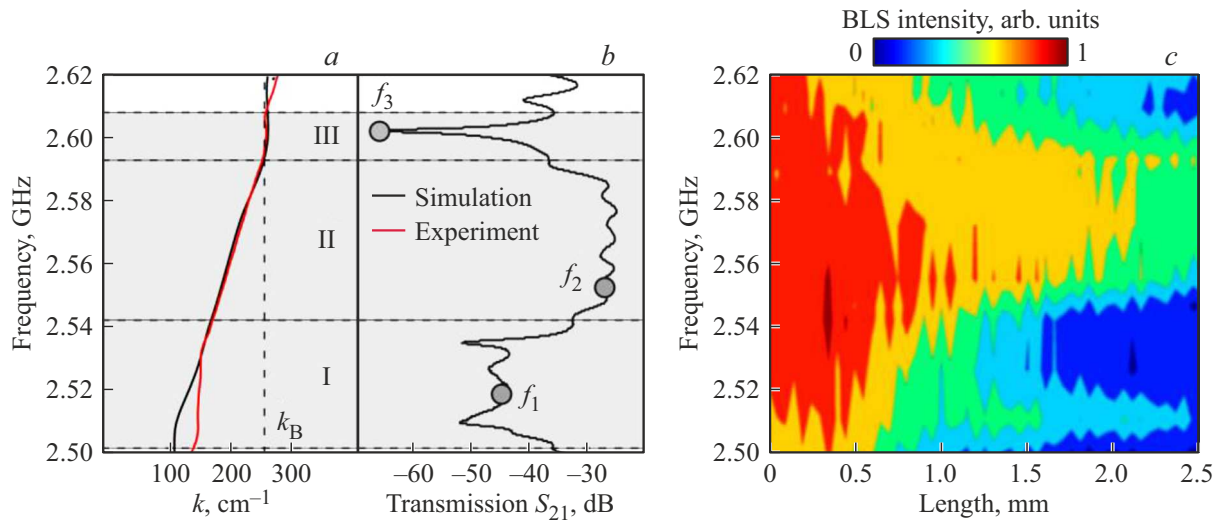 BLS intensity, arb. units
0
1
a
b
c
2.62
2.60
2.58
2.56
2.54
2.52
2.50
Frequency, GHz
III
II
I
k_B
100
200
300
k, cm⁻¹
f₃
Simulation
Experiment
f₂
f₁
−60
−50
−40
−30
Transmission S₂₁, dB
2.62
2.60
2.58
2.56
2.54
2.52
2.50
Frequency, GHz
0
0.5
1.0
1.5
2.0
2.5
Length, mm